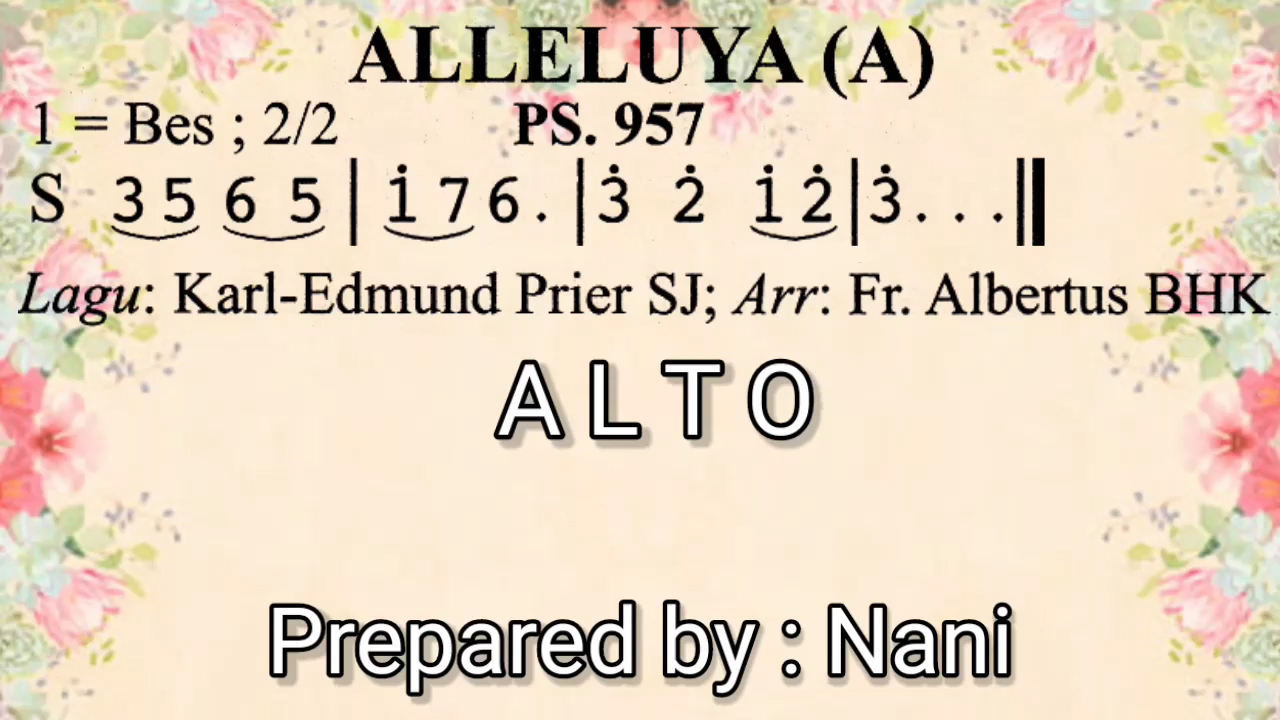 ALLELUYA (A)
1 = Bes ; 2/2 PS. 957
S 3 5 6 5 | 1̇ 7 6 . | 3̇ 2̇ 1̇ 2̇ | 3̇ . . . ||
Lagu: Karl-Edmund Prier SJ; Arr: Fr. Albertus BHK
ALTO
Prepared by : Nani